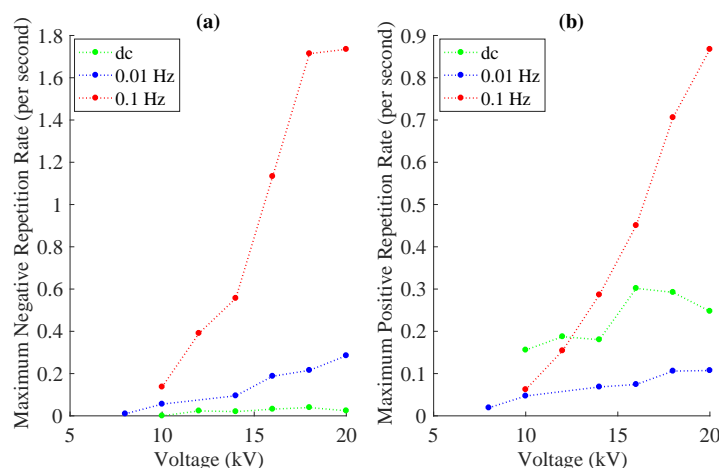 (a)
Maximum Negative Repetition Rate (per second)
1.8
1.6
1.4
1.2
1
0.8
0.6
0.4
0.2
0
5
10
15
20
Voltage (kV)
dc
0.01 Hz
0.1 Hz
(b)
Maximum Positive Repetition Rate (per second)
0.9
0.8
0.7
0.6
0.5
0.4
0.3
0.2
0.1
0
5
10
15
20
Voltage (kV)
dc
0.01 Hz
0.1 Hz